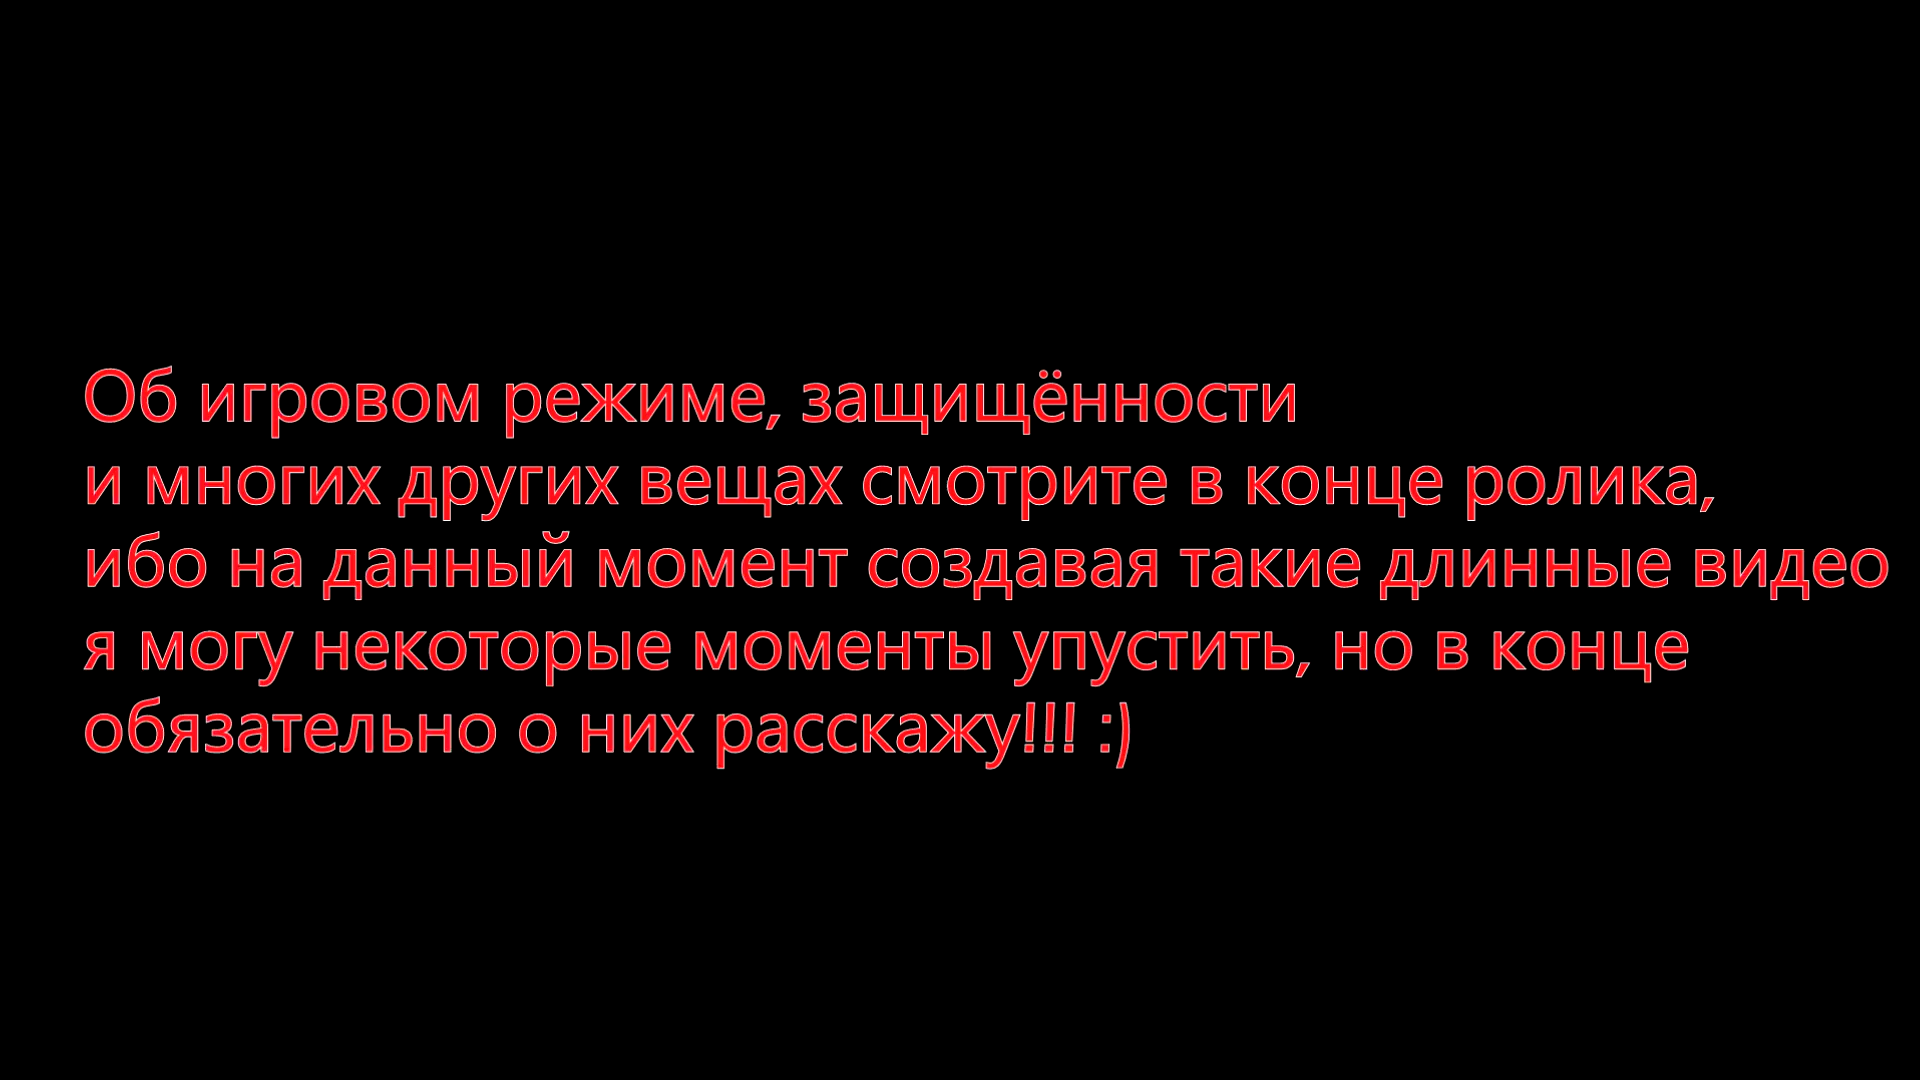 Об игровом режиме, защищённости
и многих других вещах смотрите в конце ролика,
ибо на данный момент создавая такие длинные видео
я могу некоторые моменты упустить, но в конце
обязательно о них расскажу!!! :)